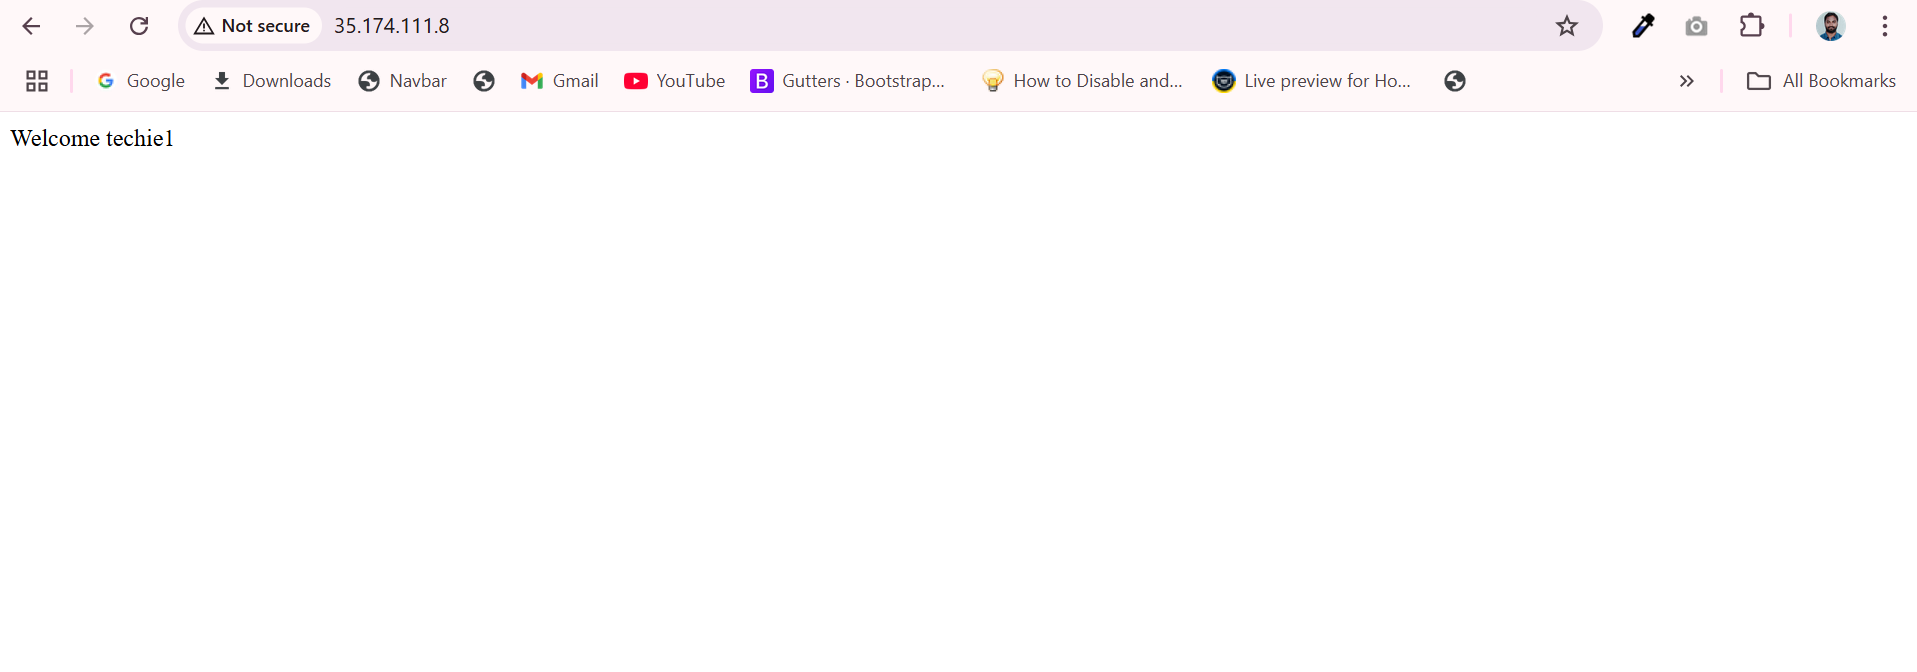 Not secure 35.174.111.8
Google Downloads Navbar Gmail YouTube B Gutters · Bootstrap... How to Disable and... Live preview for Ho... » All Bookmarks
Welcome techie1